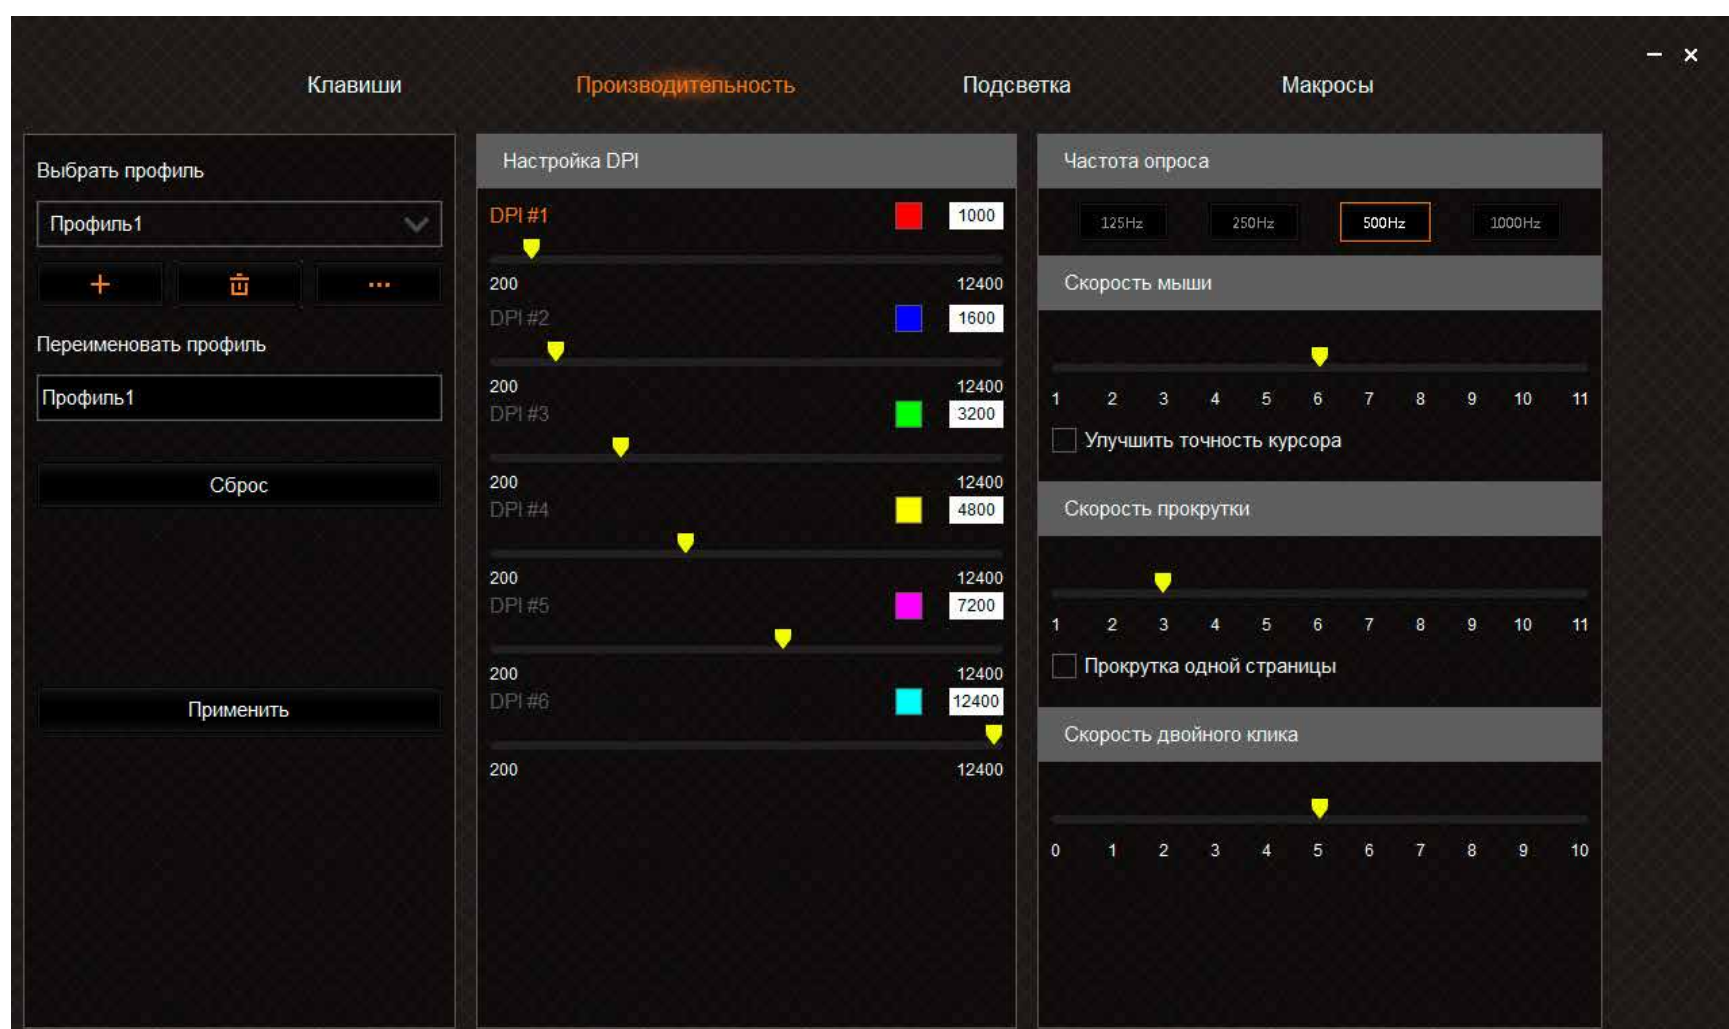 Клавиши
Производительность
Подсветка
Макросы
Выбрать профиль
Профиль1
Переименовать профиль
Профиль1
Сброс
Применить
Настройка DPI
DPI #1
1000
200 12400
DPI #2
1600
200 12400
DPI #3
3200
200 12400
DPI #4
4800
200 12400
DPI #5
7200
200 12400
DPI #6
12400
200 12400
Частота опроса
125Hz 250Hz 500Hz 1000Hz
Скорость мыши
1 2 3 4 5 6 7 8 9 10 11
Улучшить точность курсора
Скорость прокрутки
1 2 3 4 5 6 7 8 9 10 11
Прокрутка одной страницы
Скорость двойного клика
0 1 2 3 4 5 6 7 8 9 10